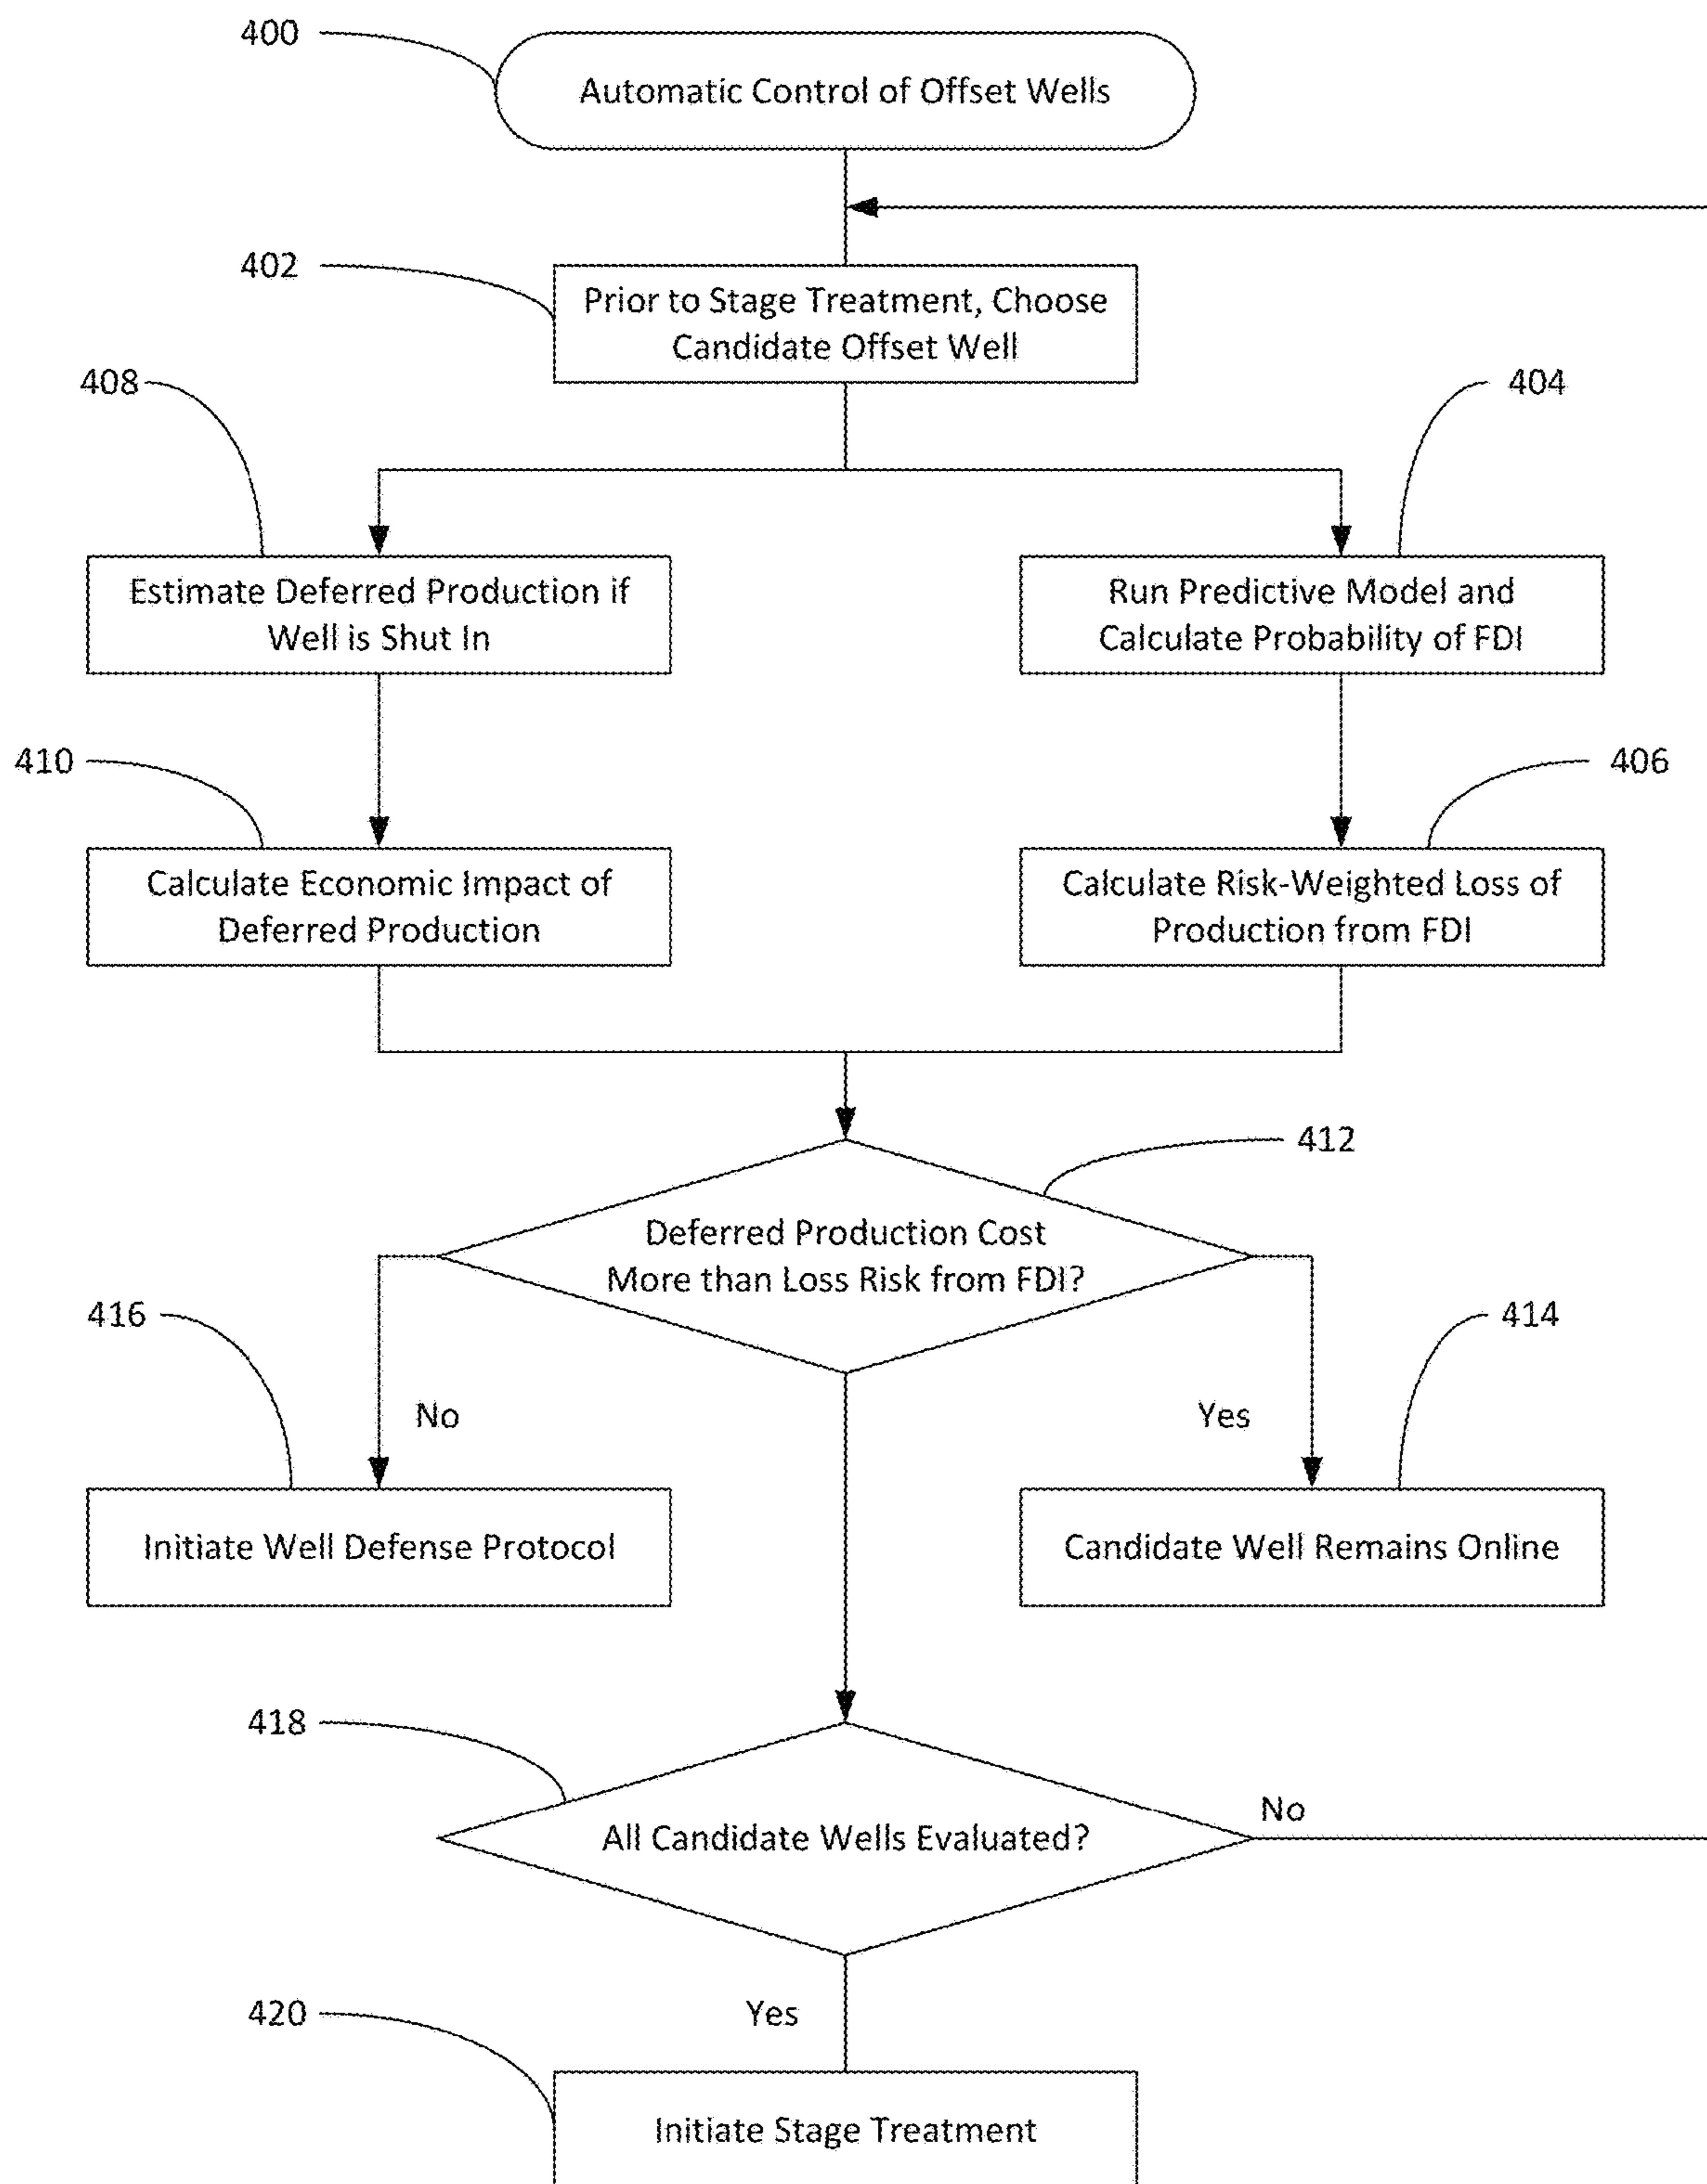 400
Automatic Control of Offset Wells
402
Prior to Stage Treatment, Choose
Candidate Offset Well
408
404
Estimate Deferred Production if
Well is Shut In
Run Predictive Model and
Calculate Probability of FDI
410
406
Calculate Economic Impact of
Deferred Production
Calculate Risk-Weighted Loss of
Production from FDI
412
Deferred Production Cost
More than Loss Risk from FDI?
416
414
No
Yes
Initiate Well Defense Protocol
Candidate Well Remains Online
418
No
All Candidate Wells Evaluated?
420
Yes
Initiate Stage Treatment